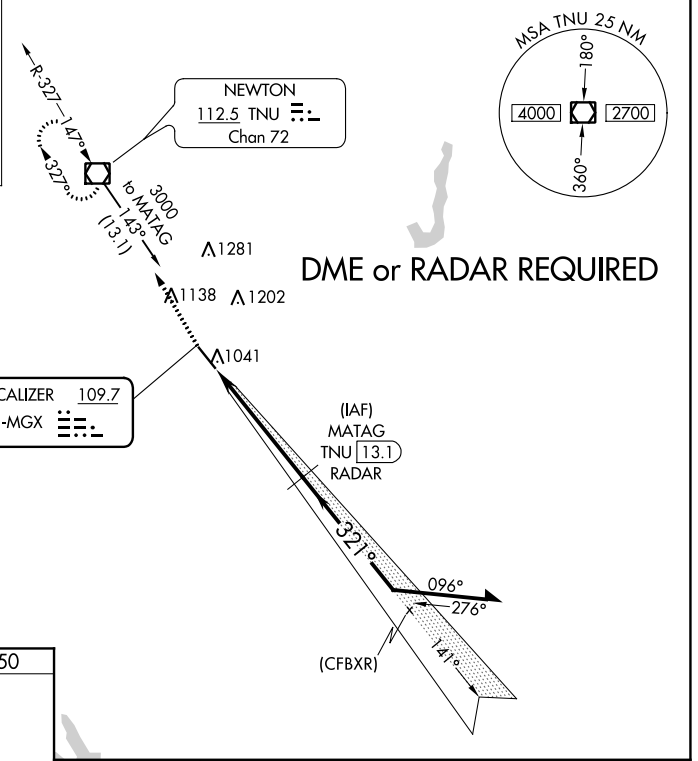 MSA TNU 25 NM
180°
4000
2700
360°
R-327
147°
327°
NEWTON
112.5 TNU
Chan 72
3000
to MATAG
143°
(13.1)
1281
1138
1202
1041
DME or RADAR REQUIRED
CALIZER 109.7
-MGX
(IAF)
MATAG
TNU 13.1
RADAR
321°
096°
276°
141°
(CFBXR)
50